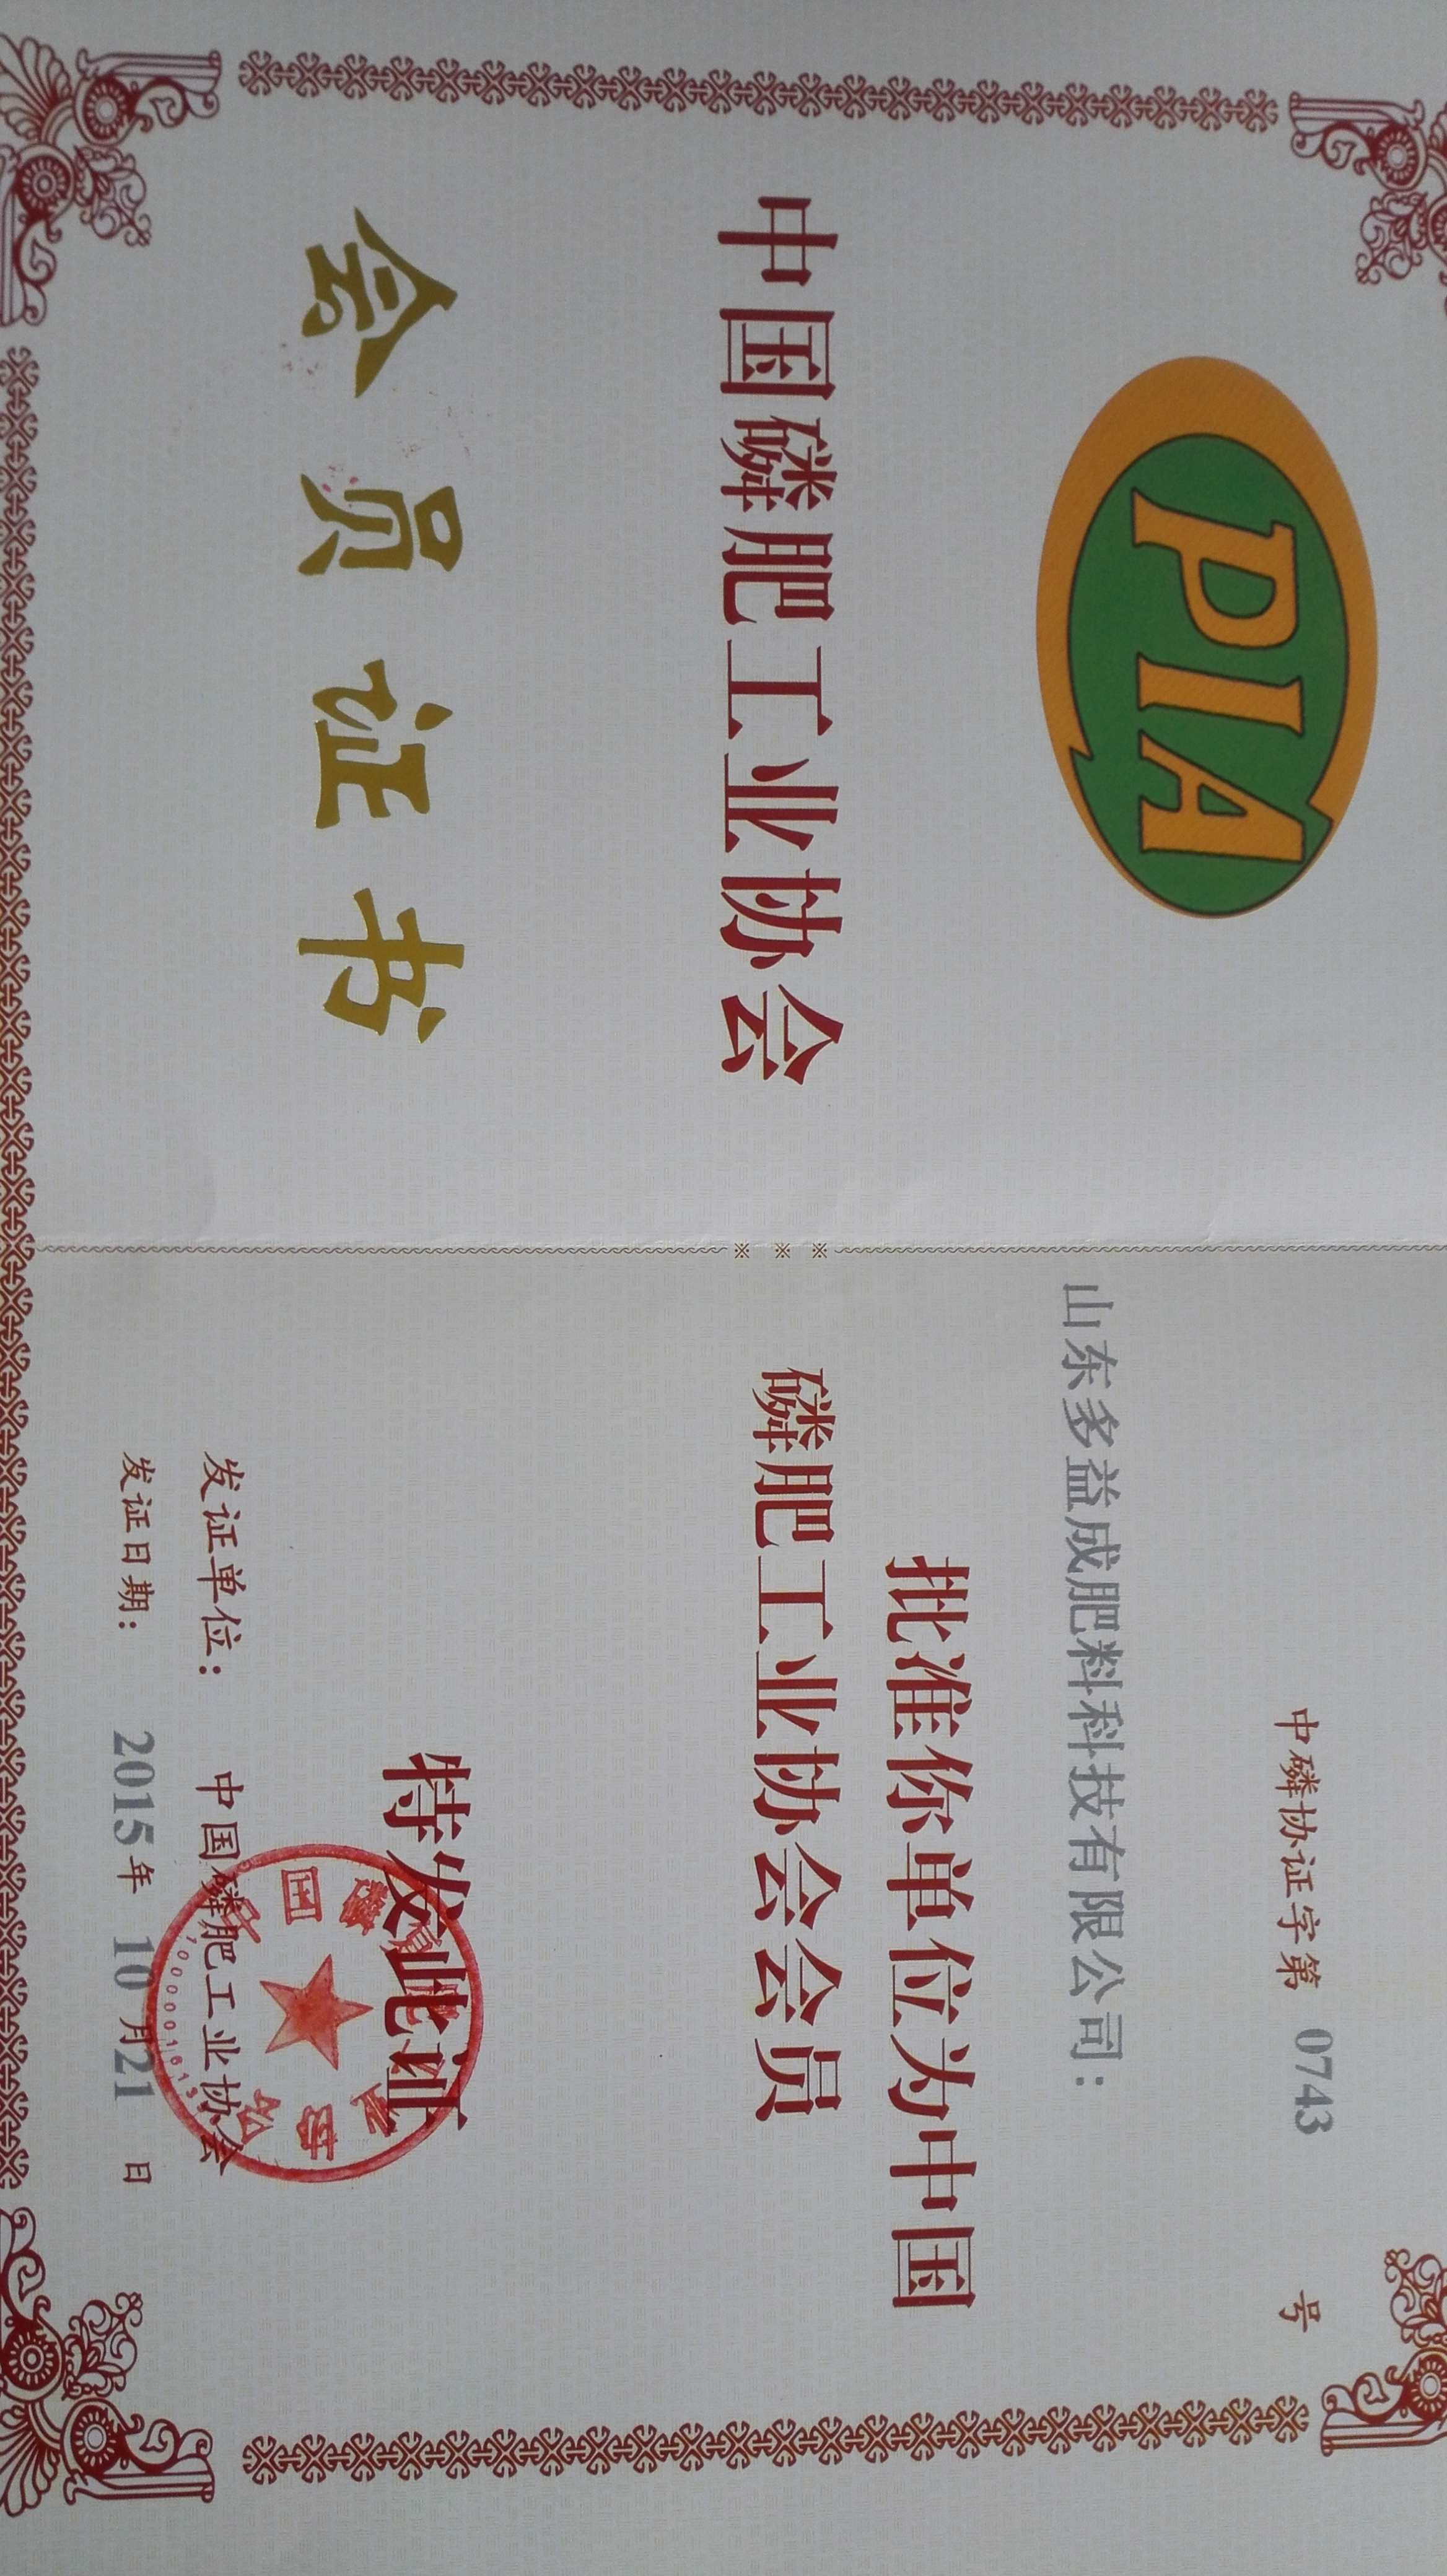 PIA
中国磷肥工业协会
会员证书
中磷协证字第 0743 号
山东多益成肥料科技有限公司：
批准你单位为中国
磷肥工业协会会员
特发此证
发证单位： 中国磷肥工业协会
发证日期： 2015年 10月21 日